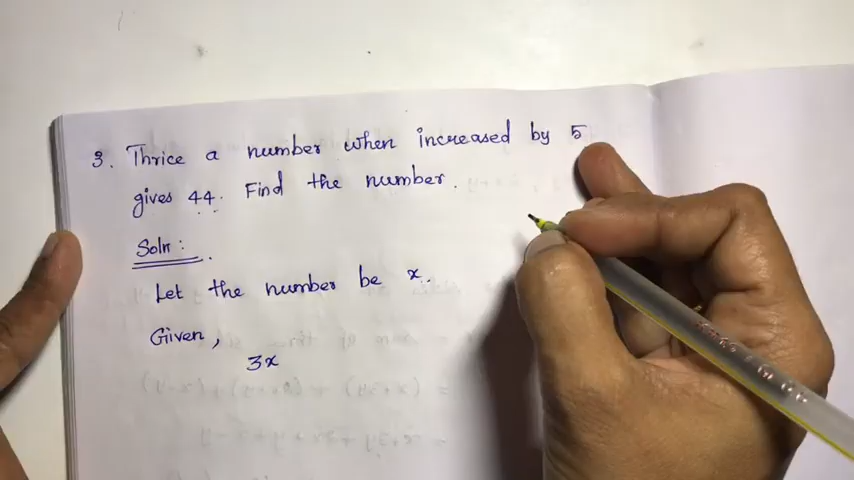 3. Thrice a number when increased by 5
gives 44. Find the number.
Soln:
Let the number be x.
Given,
3x